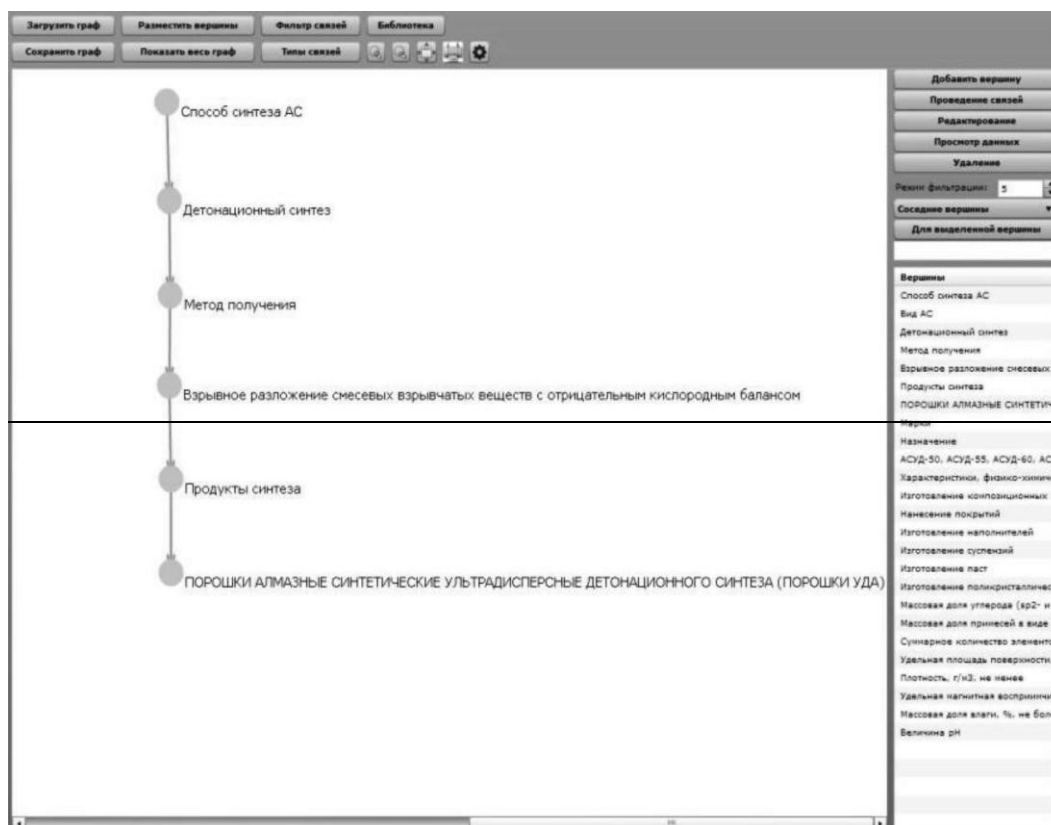 Загрузить граф Разместить вершины Фильтр связей Библиотека
Сохранить граф Показать весь граф Типы связей
Способ синтеза АС
Детонационный синтез
Метод получения
Взрывное разложение смесевых взрывчатых веществ с отрицательным кислородным балансом
Продукты синтеза
ПОРОШКИ АЛМАЗНЫЕ СИНТЕТИЧЕСКИЕ УЛЬТРАДИСПЕРСНЫЕ ДЕТОНАЦИОННОГО СИНТЕЗА (ПОРОШКИ УДА)
Добавить вершину
Проведение связей
Редактирование
Просмотр данных
Удаление
Режим фильтрации: 5
Соседние вершины
Для выделенной вершины
Вершины
Способ синтеза АС
Вид АС
Детонационный синтез
Метод получения
Взрывное разложение смесевых
Продукты синтеза
ПОРОШКИ АЛМАЗНЫЕ СИНТЕТИЧ
Марки
Назначение
АСУД-50, АСУД-55, АСУД-60, АС
Характеристики, физико-химич
Изготовление композиционных
Нанесение покрытий
Изготовление наполнителей
Изготовление суспензий
Изготовление паст
Изготовление поликристалличес
Массовая доля углерода (sp2- и
Массовая доля примесей в виде
Суммарное количество элементо
Удельная площадь поверхности,
Плотность, г/м3, не менее
Удельная магнитная восприимчи
Массовая доля влаги, %, не бол
Величина pH